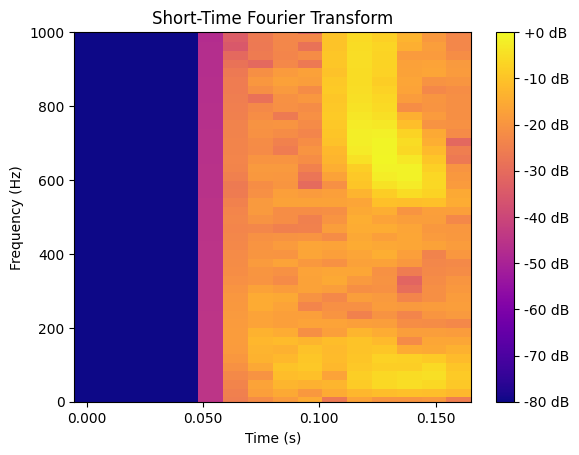 Short-Time Fourier Transform
1000
800
600
400
200
0
Frequency (Hz)
0.000
0.050
0.100
0.150
Time (s)
+0 dB
-10 dB
-20 dB
-30 dB
-40 dB
-50 dB
-60 dB
-70 dB
-80 dB